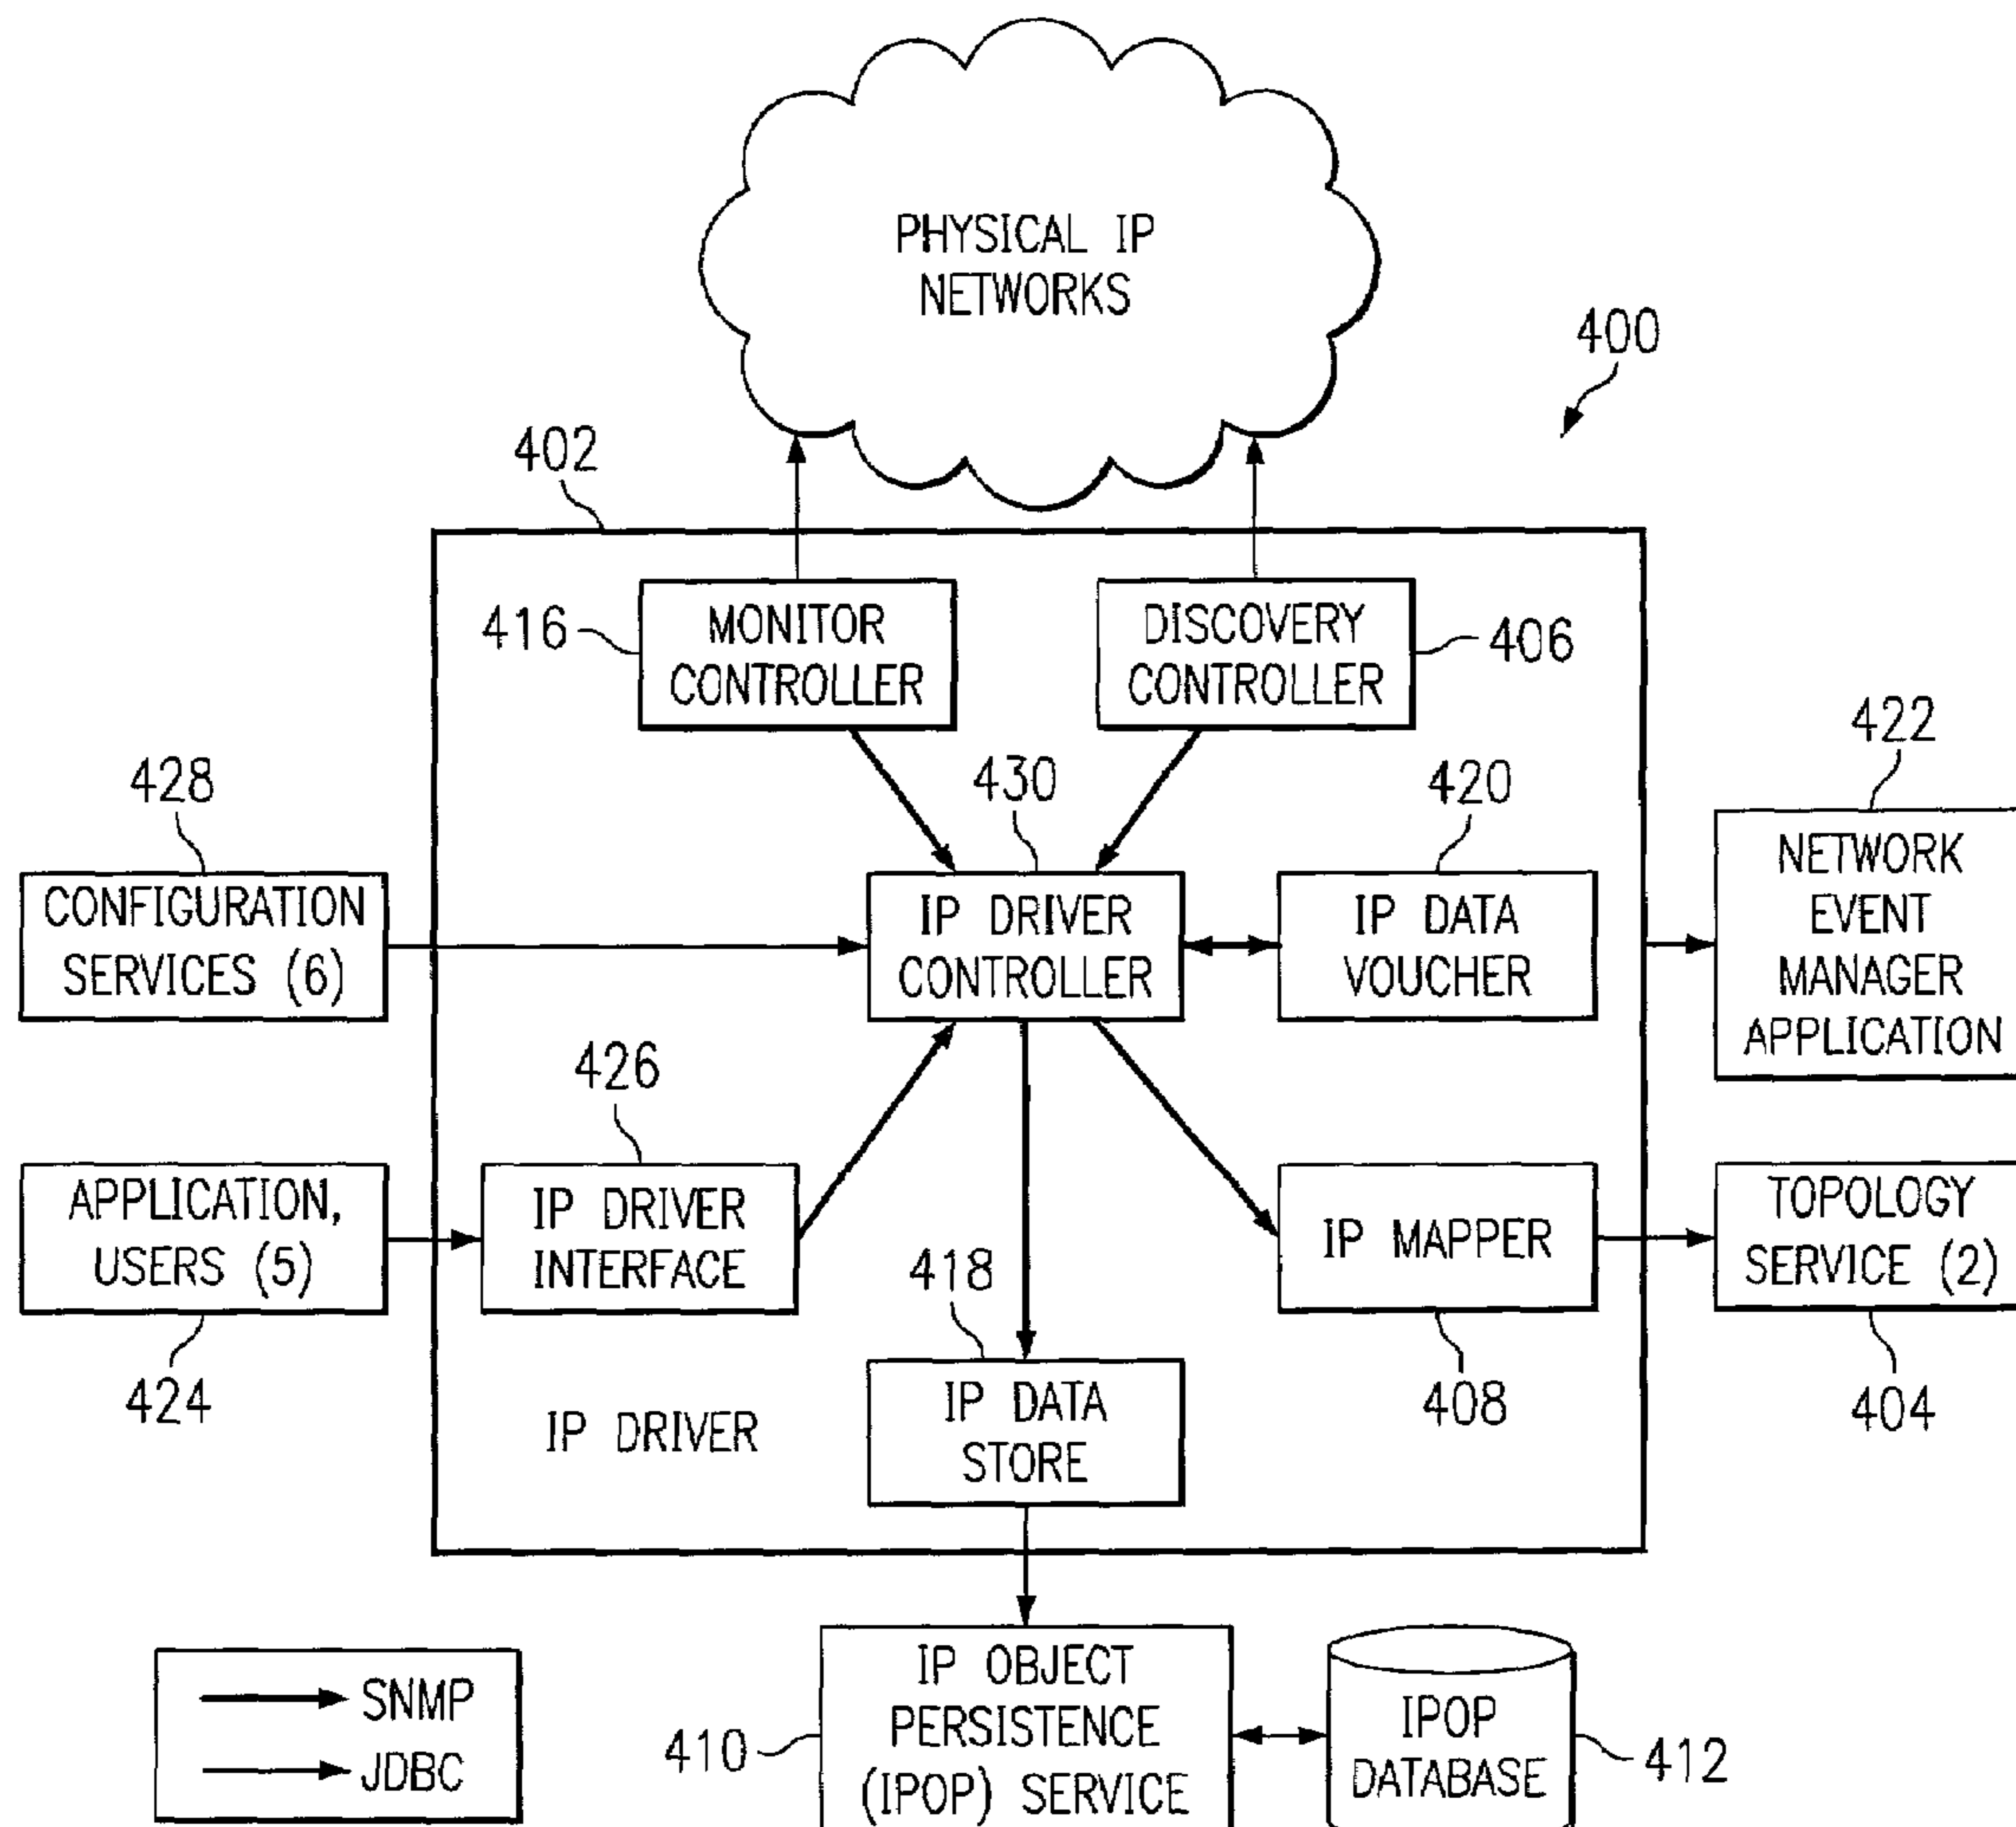 PHYSICAL IP
NETWORKS
400
402
MONITOR
CONTROLLER
416
DISCOVERY
CONTROLLER
406
422
428
430
420
CONFIGURATION
SERVICES (6)
IP DRIVER
CONTROLLER
IP DATA
VOUCHER
NETWORK
EVENT
MANAGER
APPLICATION
426
APPLICATION,
USERS (5)
424
IP DRIVER
INTERFACE
418
IP MAPPER
408
TOPOLOGY
SERVICE (2)
404
IP DRIVER
IP DATA
STORE
SNMP
JDBC
410
IP OBJECT
PERSISTENCE
(IPOP) SERVICE
IPOP
DATABASE
412